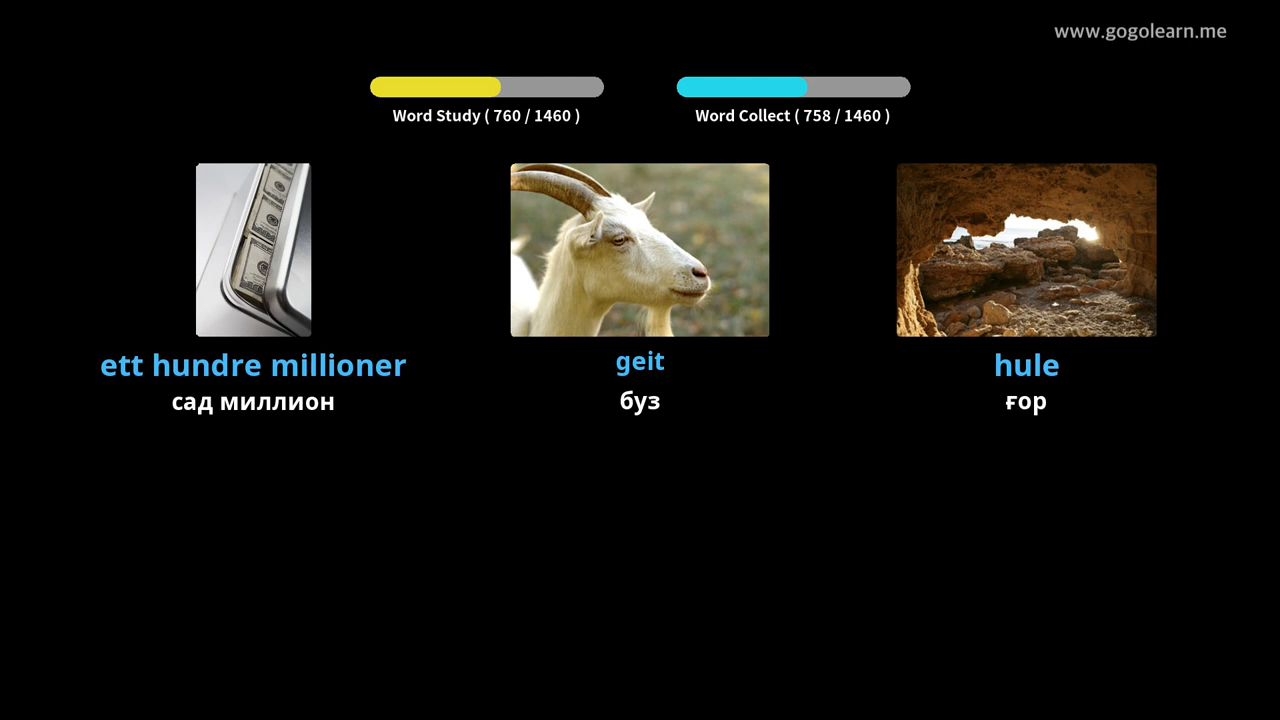 www.gogolearn.me
Word Study ( 760 / 1460 )
Word Collect ( 758 / 1460 )
ett hundre millioner
geit
hule
сад миллион
буз
ғор